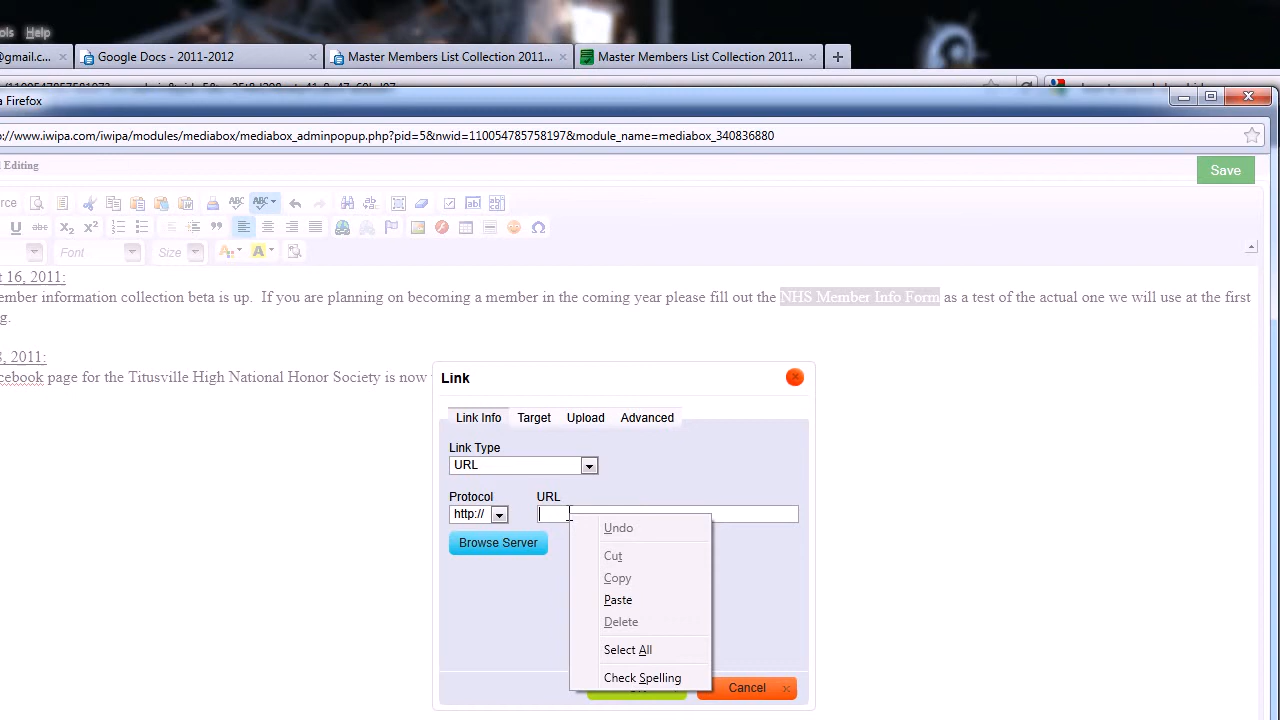 ols Help
@gmail.c... Google Docs - 2011-2012 Master Members List Collection 2011... Master Members List Collection 2011...
a Firefox
://www.iwipa.com/iwipa/modules/mediabox/mediabox_adminpopup.php?pid=5&nwid=110054785758197&module_name=mediabox_340836880
l Editing
Save
rce
Font Size
t 16, 2011:
ember information collection beta is up. If you are planning on becoming a member in the coming year please fill out the NHS Member Info Form as a test of the actual one we will use at the first
g.
8, 2011:
cebook page for the Titusville High National Honor Society is now
Link
Link Info Target Upload Advanced
Link Type
URL
Protocol URL
http://
Browse Server
Undo
Cut
Copy
Paste
Delete
Select All
Check Spelling
Cancel